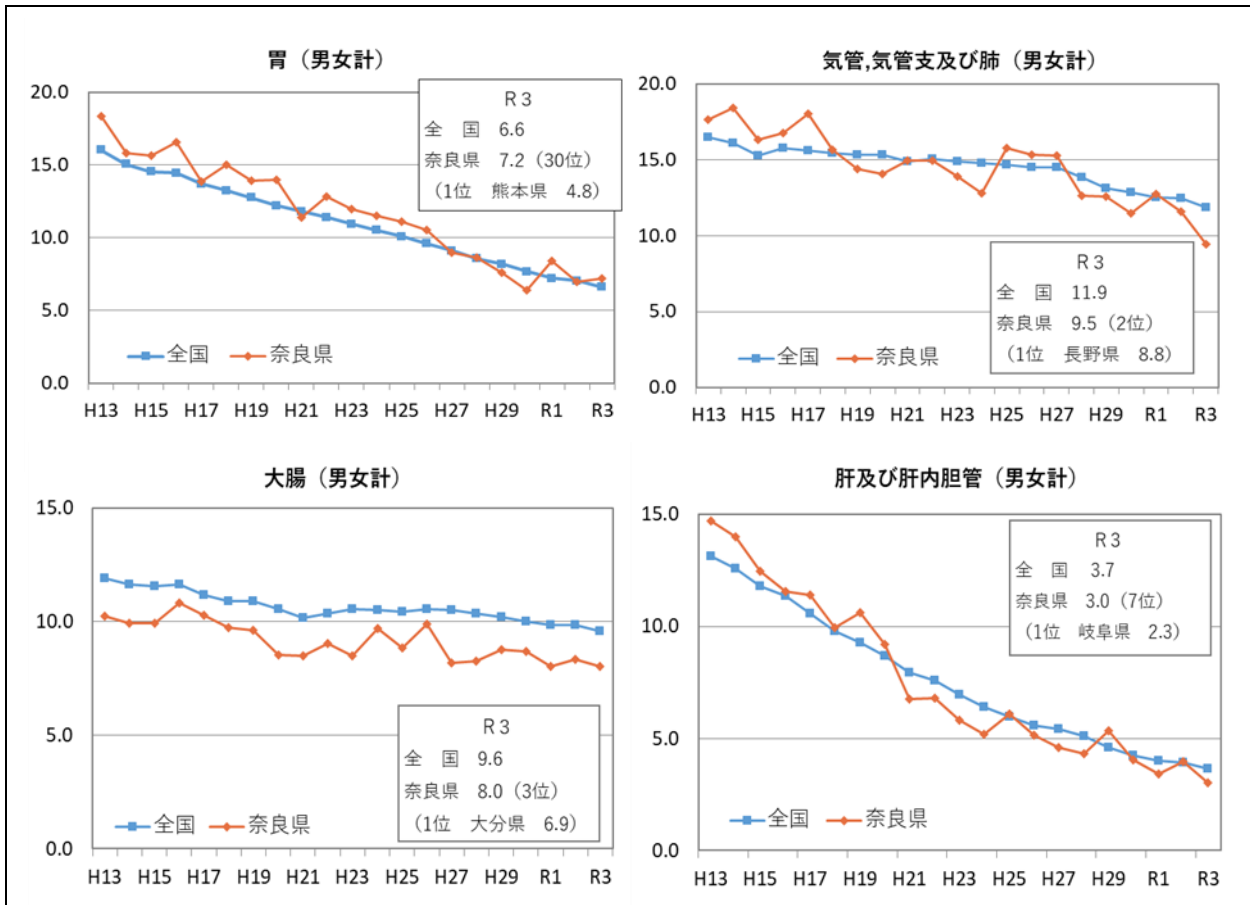 胃（男女計）
20.0
15.0
10.0
5.0
0.0
R３
全　国　6.6
奈良県　7.2（30位）
（1位　熊本県　4.8）
全国　奈良県
H13　H15　H17　H19　H21　H23　H25　H27　H29　R1　R3
気管,気管支及び肺（男女計）
20.0
15.0
10.0
5.0
0.0
R３
全　国　11.9
奈良県　9.5（2位）
（1位　長野県　8.8）
全国　奈良県
H13　H15　H17　H19　H21　H23　H25　H27　H29　R1　R3
大腸（男女計）
15.0
10.0
5.0
0.0
R３
全　国　9.6
奈良県　8.0（3位）
（1位　大分県　6.9）
全国　奈良県
H13　H15　H17　H19　H21　H23　H25　H27　H29　R1　R3
肝及び肝内胆管（男女計）
15.0
10.0
5.0
0.0
R３
全　国　3.7
奈良県　3.0（7位）
（1位　岐阜県　2.3）
全国　奈良県
H13　H15　H17　H19　H21　H23　H25　H27　H29　R1　R3